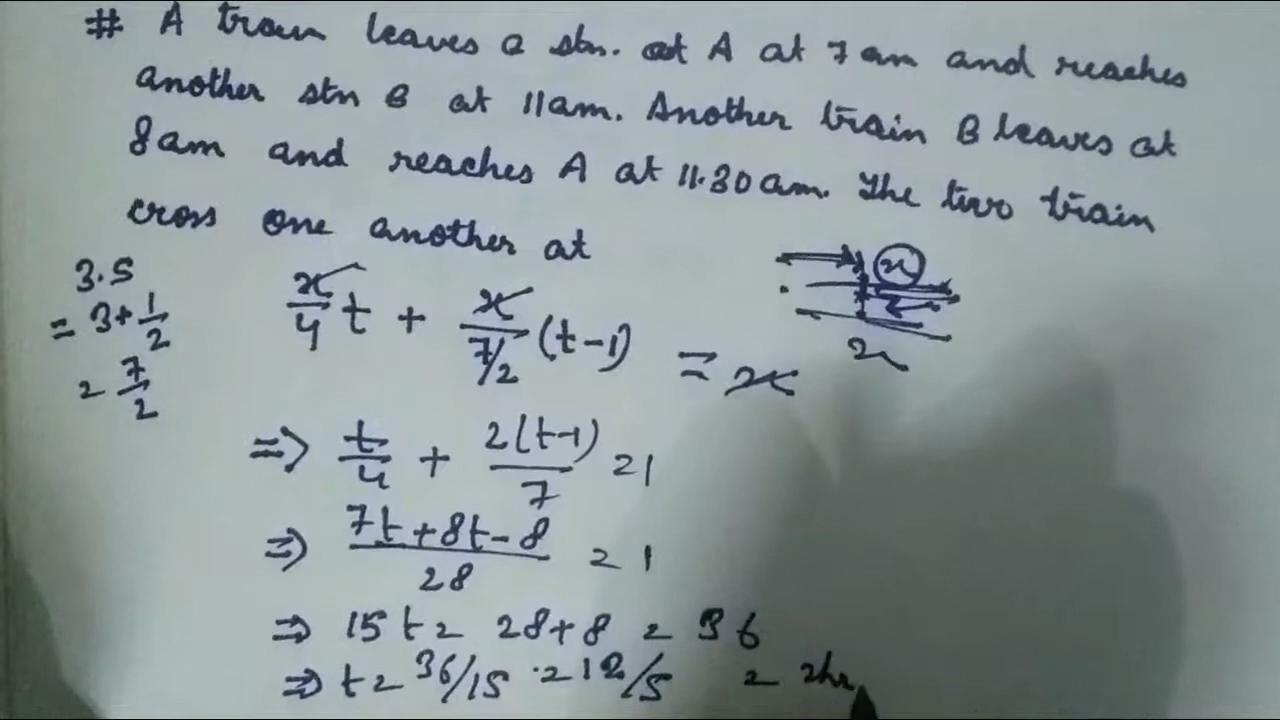 # A train leaves a stn. at A at 7 am and reaches
another stn B at 11am. Another train B leaves at
8am and reaches A at 11.30am. The two train
cross one another at
3.5
= 3+1/2
= 7/2
x/4 t + x/(7/2) (t-1) = x
x
x
=> t/4 + 2(t-1)/7 = 1
=> (7t+8t-8)/28 = 1
=> 15t = 28+8 = 36
=> t = 36/15 = 12/5 = 2hr